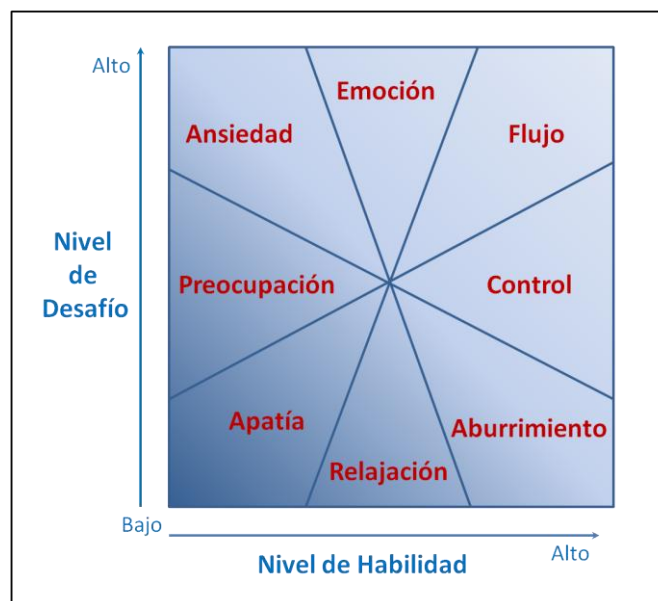 Alto
Emoción
Ansiedad
Flujo
Nivel
de
Desafío
Preocupación
Control
Apatía
Aburrimiento
Relajación
Bajo
Nivel de Habilidad
Alto